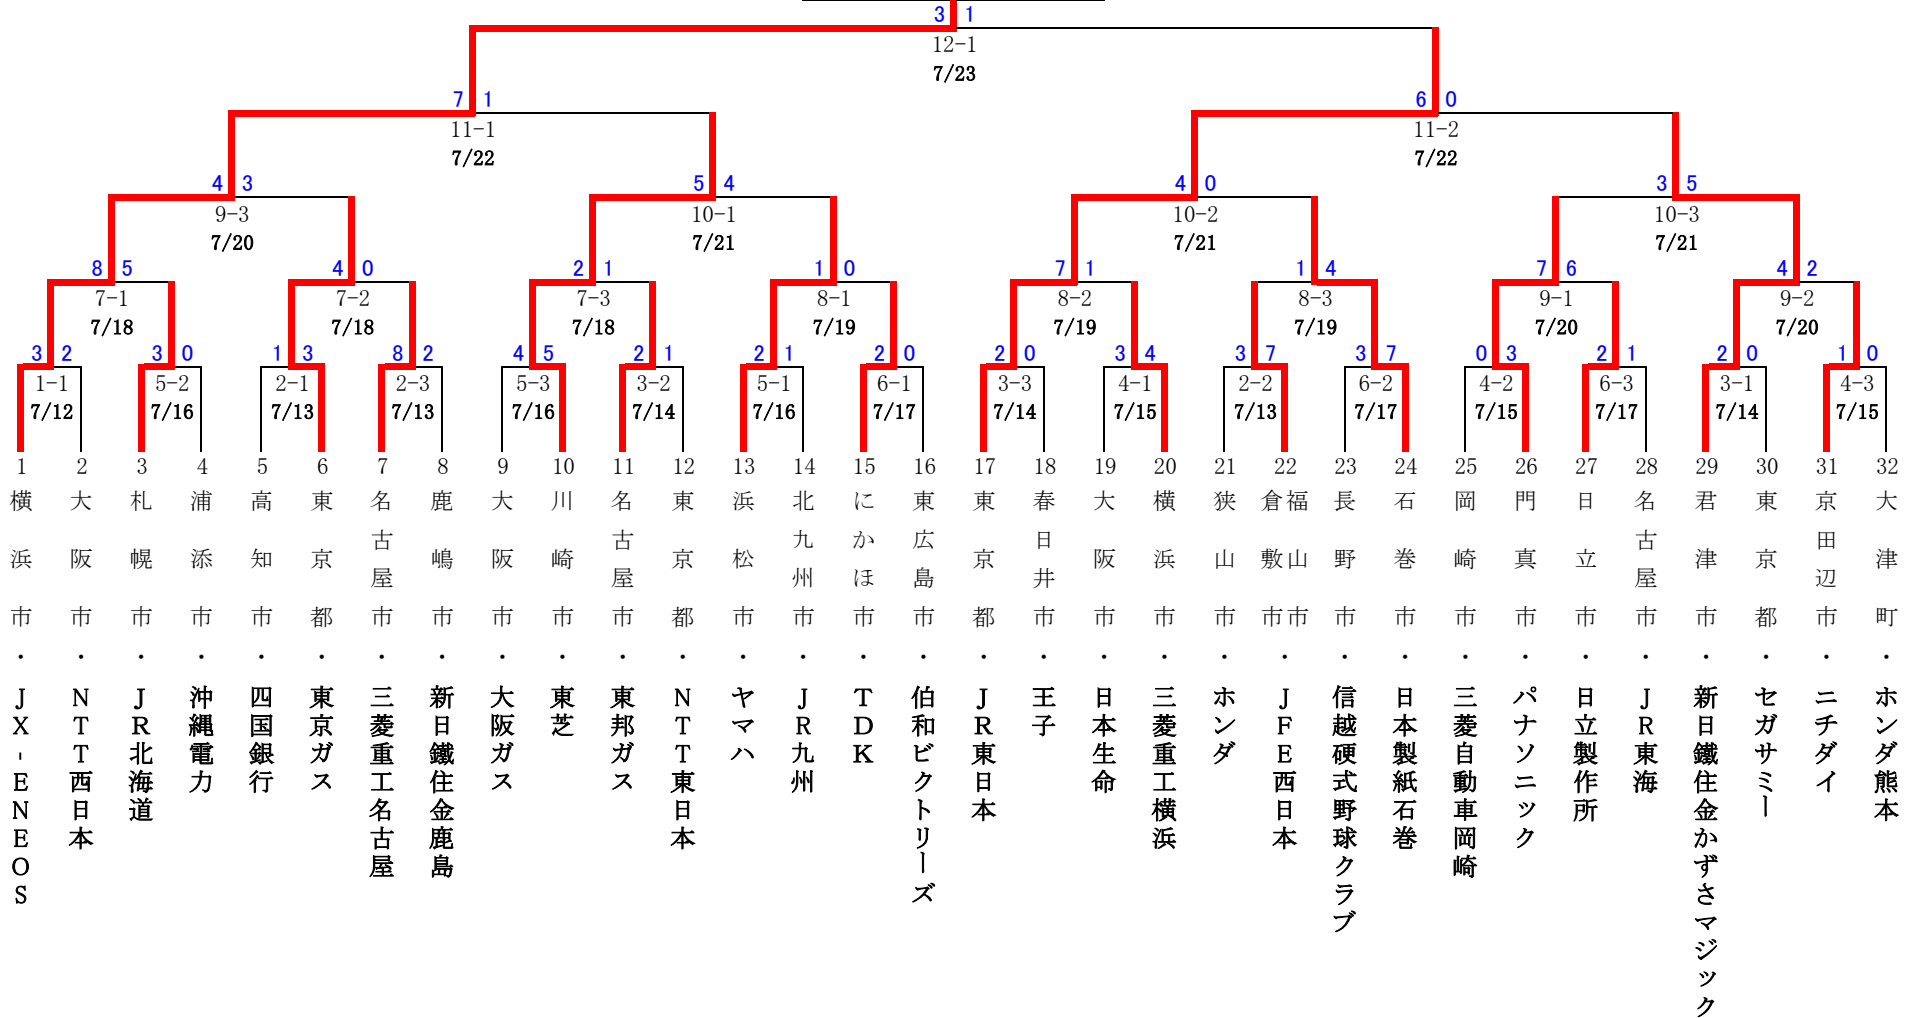 3 1
12-1
7/23
7 1 6 0
11-1 11-2
7/22 7/22
4 3 5 4 4 0 3 5
9-3 10-1 10-2 10-3
7/20 7/21 7/21 7/21
8 5 4 0 2 1 1 0 7 1 1 4 7 6 4 2
7-1 7-2 7-3 8-1 8-2 8-3 9-1 9-2
7/18 7/18 7/18 7/19 7/19 7/19 7/20 7/20
3 2 3 0 1 3 8 2 4 5 2 1 2 1 2 0 2 0 3 4 3 7 3 7 0 3 2 1 2 0 1 0
1-1 5-2 2-1 2-3 5-3 3-2 5-1 6-1 3-3 4-1 2-2 6-2 4-2 6-3 3-1 4-3
7/12 7/16 7/13 7/13 7/16 7/14 7/16 7/17 7/14 7/15 7/13 7/17 7/15 7/17 7/14 7/15
1 横浜市・JX-ENEOS
2 大阪市・NTT西日本
3 札幌市・JR北海道
4 浦添市・沖縄電力
5 高知市・四国銀行
6 東京都・東京ガス
7 名古屋市・三菱重工名古屋
8 鹿嶋市・新日鐵住金鹿島
9 大阪市・大阪ガス
10 川崎市・東芝
11 名古屋市・東邦ガス
12 東京都・NTT東日本
13 浜松市・ヤマハ
14 北九州市・JR九州
15 にかほ市・TDK
16 東広島市・伯和ビクトリーズ
17 東京都・JR東日本
18 春日井市・王子
19 大阪市・日本生命
20 横浜市・三菱重工横浜
21 狭山市・ホンダ
22 倉敷市福山市・JFE西日本
23 長野市・信越硬式野球クラブ
24 石巻市・日本製紙石巻
25 岡崎市・三菱自動車岡崎
26 門真市・パナソニック
27 日立市・日立製作所
28 名古屋市・JR東海
29 君津市・新日鐵住金かずさマジック
30 東京都・セガサミー
31 京田辺市・ニチダイ
32 大津町・ホンダ熊本